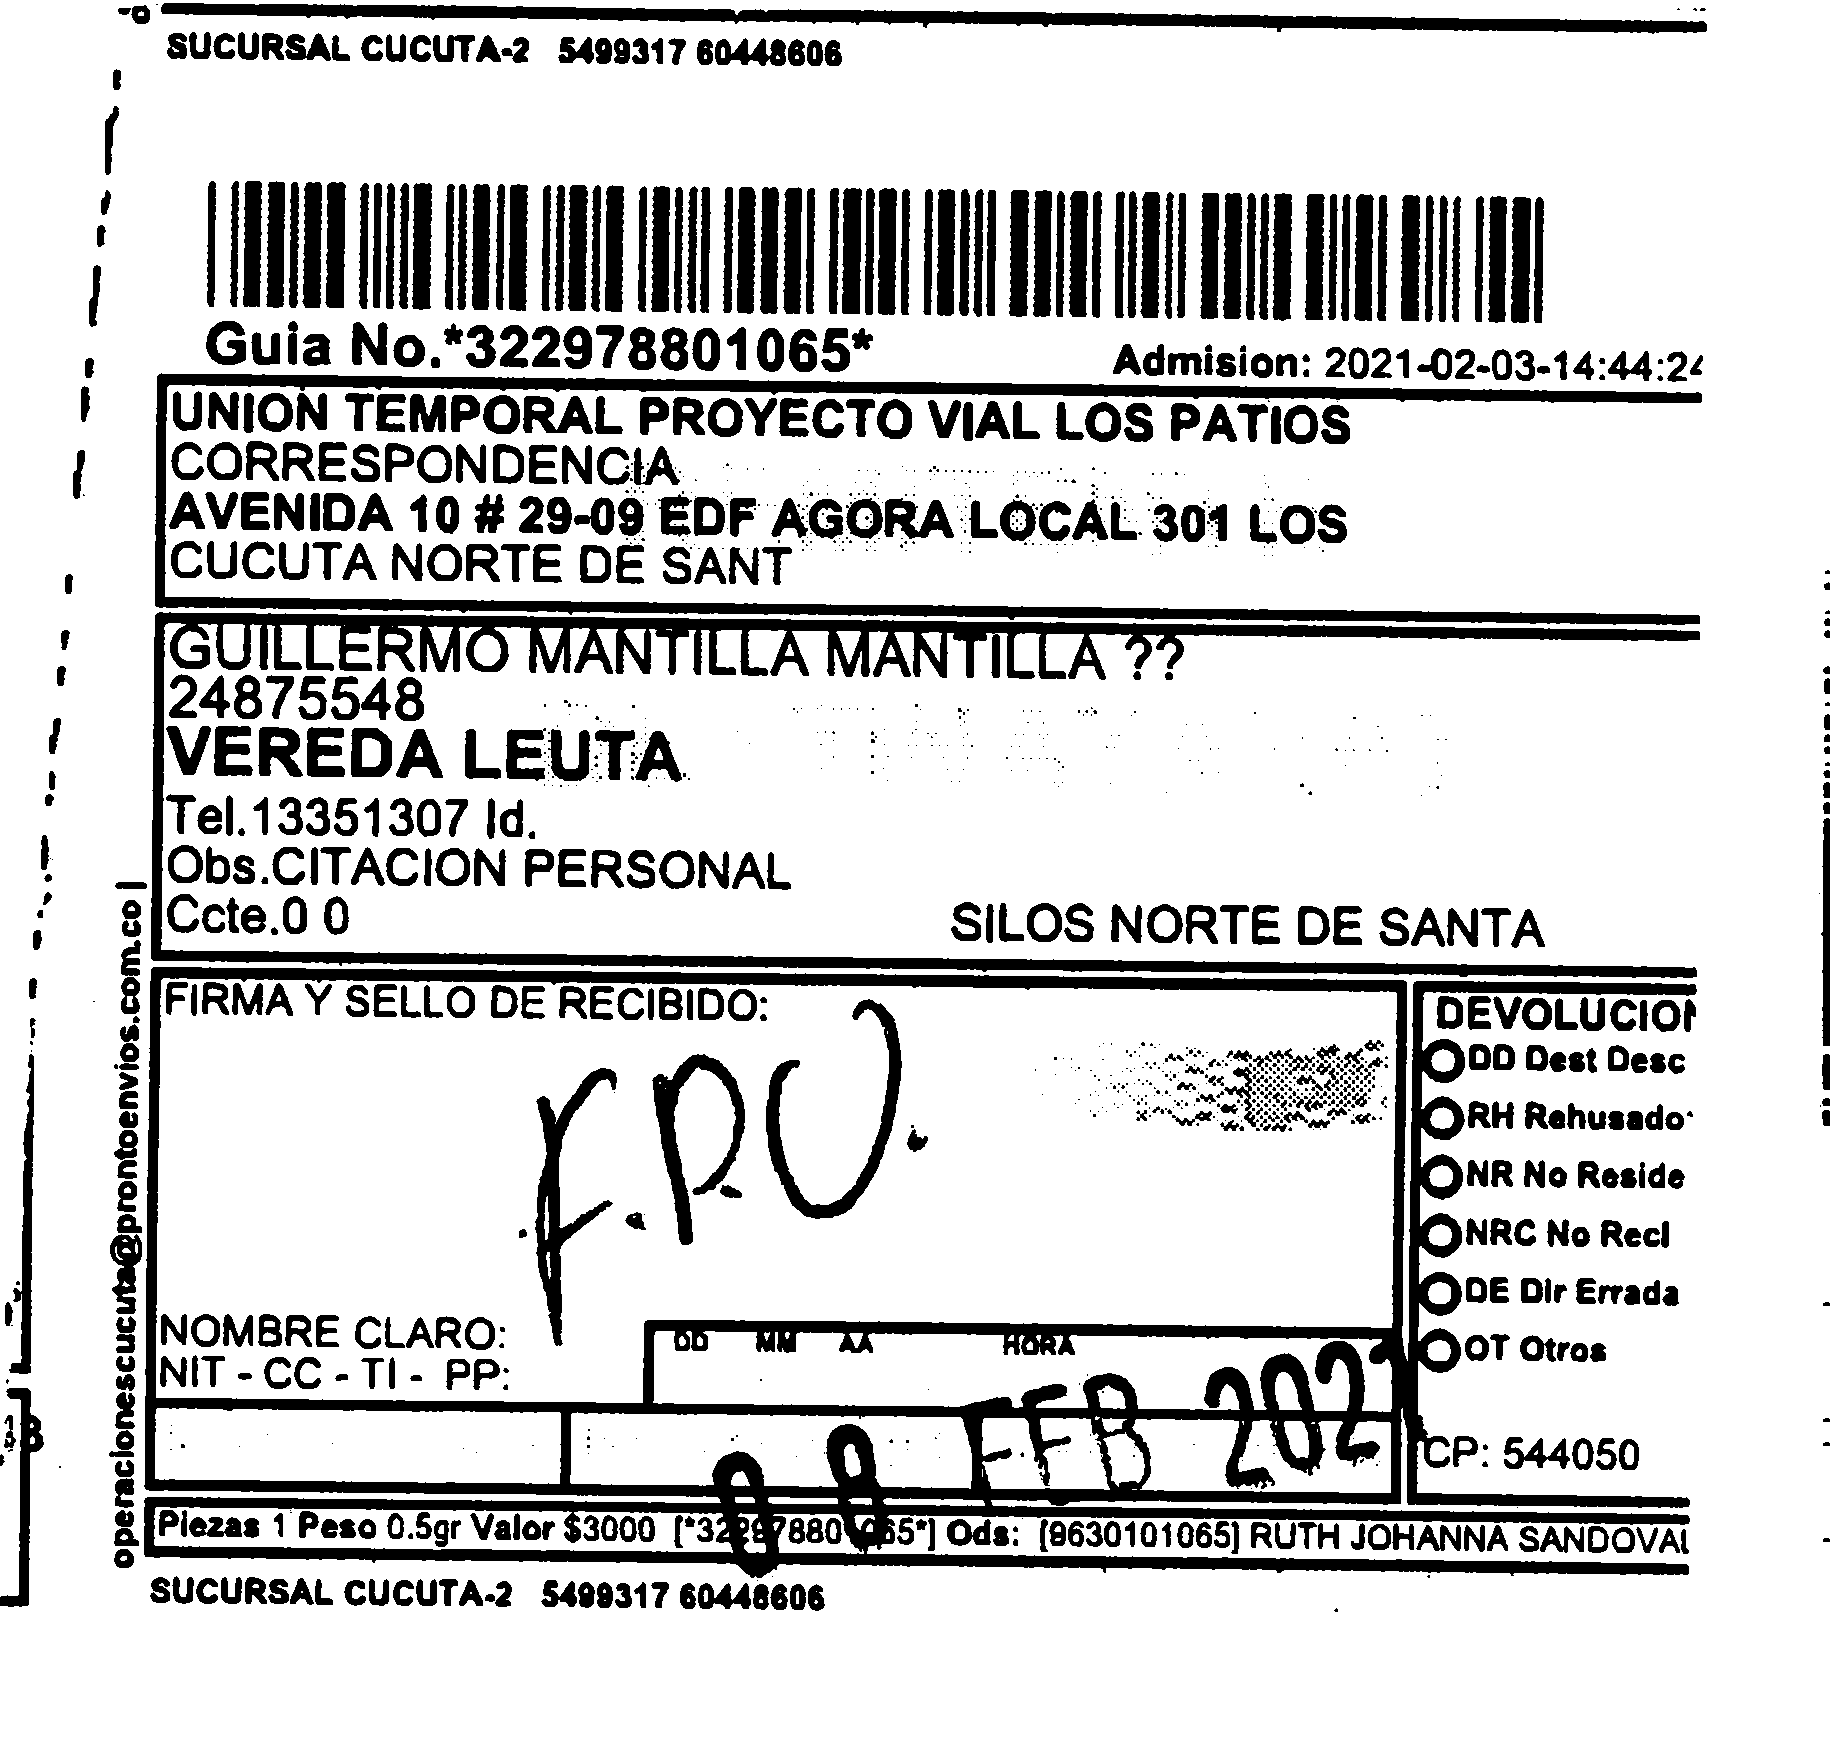 SUCURSAL CUCUTA-2 5499317 60448606
Guia No.*322978801065*
Admision: 2021-02-03-14:44:24
UNION TEMPORAL PROYECTO VIAL LOS PATIOS
CORRESPONDENCIA
AVENIDA 10 # 29-09 EDF AGORA LOCAL 301 LOS
CUCUTA NORTE DE SANT
GUILLERMO MANTILLA MANTILLA ??
24875548
VEREDA LEUTA
Tel.13351307 Id.
Obs.CITACION PERSONAL
Ccte.0 0
SILOS NORTE DE SANTA
operacionescucuta@prontoenvios.com.co |
FIRMA Y SELLO DE RECIBIDO:
F.P.U.
DEVOLUCION
DD Dest Desc
RH Rehusado
NR No Reside
NRC No Recl
DE Dir Errada
OT Otros
NOMBRE CLARO:
NIT - CC - TI - PP:
DD MM AA HORA
08 FEB 2021
CP: 544050
Piezas 1 Peso 0.5gr Valor $3000 [*322978801065*] Ods: [9630101065] RUTH JOHANNA SANDOVAL
SUCURSAL CUCUTA-2 5499317 60448606